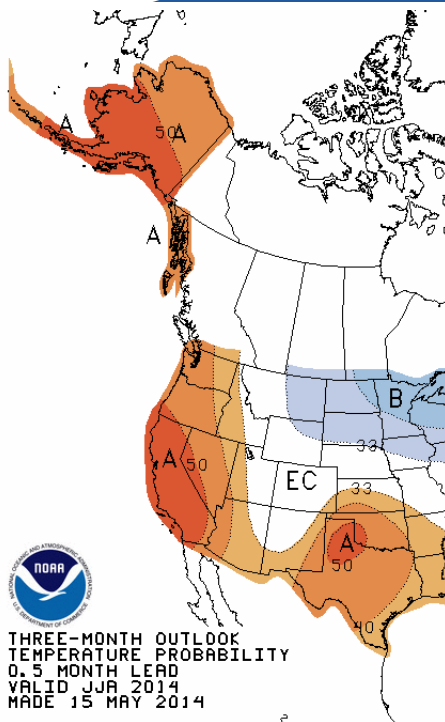 A
50
A
A
B
33
A
50
EC
33
A
50
40
NATIONAL OCEANIC AND ATMOSPHERIC ADMINISTRATION
NOAA
U.S. DEPARTMENT OF COMMERCE
THREE-MONTH OUTLOOK
TEMPERATURE PROBABILITY
0.5 MONTH LEAD
VALID JJA 2014
MADE 15 MAY 2014